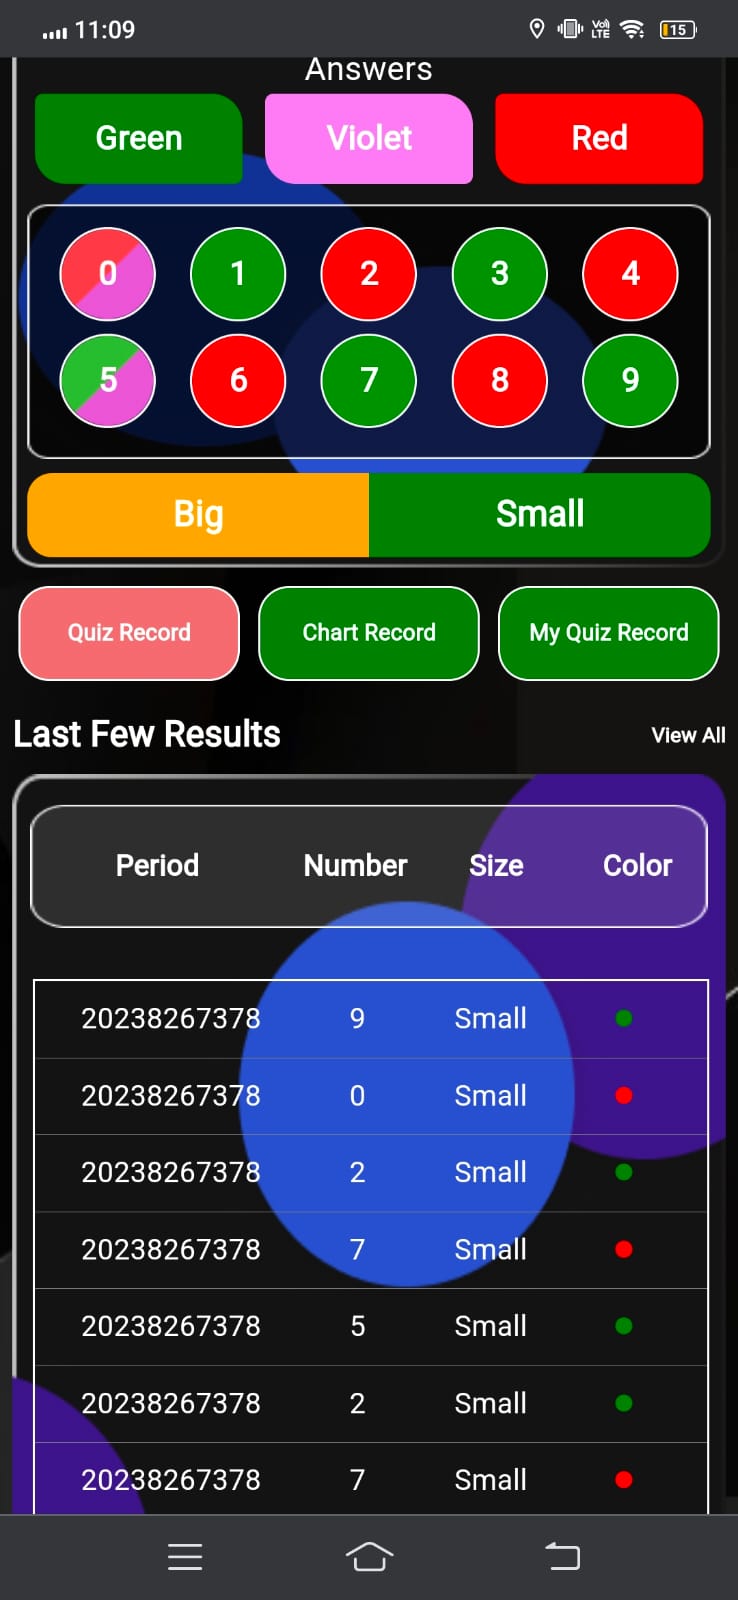 11:09 Vo) LTE 15
Answers
Green Violet Red
0 1 2 3 4
5 6 7 8 9
Big Small
Quiz Record Chart Record My Quiz Record
Last Few Results View All
Period Number Size Color
20238267378 9 Small
20238267378 0 Small
20238267378 2 Small
20238267378 7 Small
20238267378 5 Small
20238267378 2 Small
20238267378 7 Small